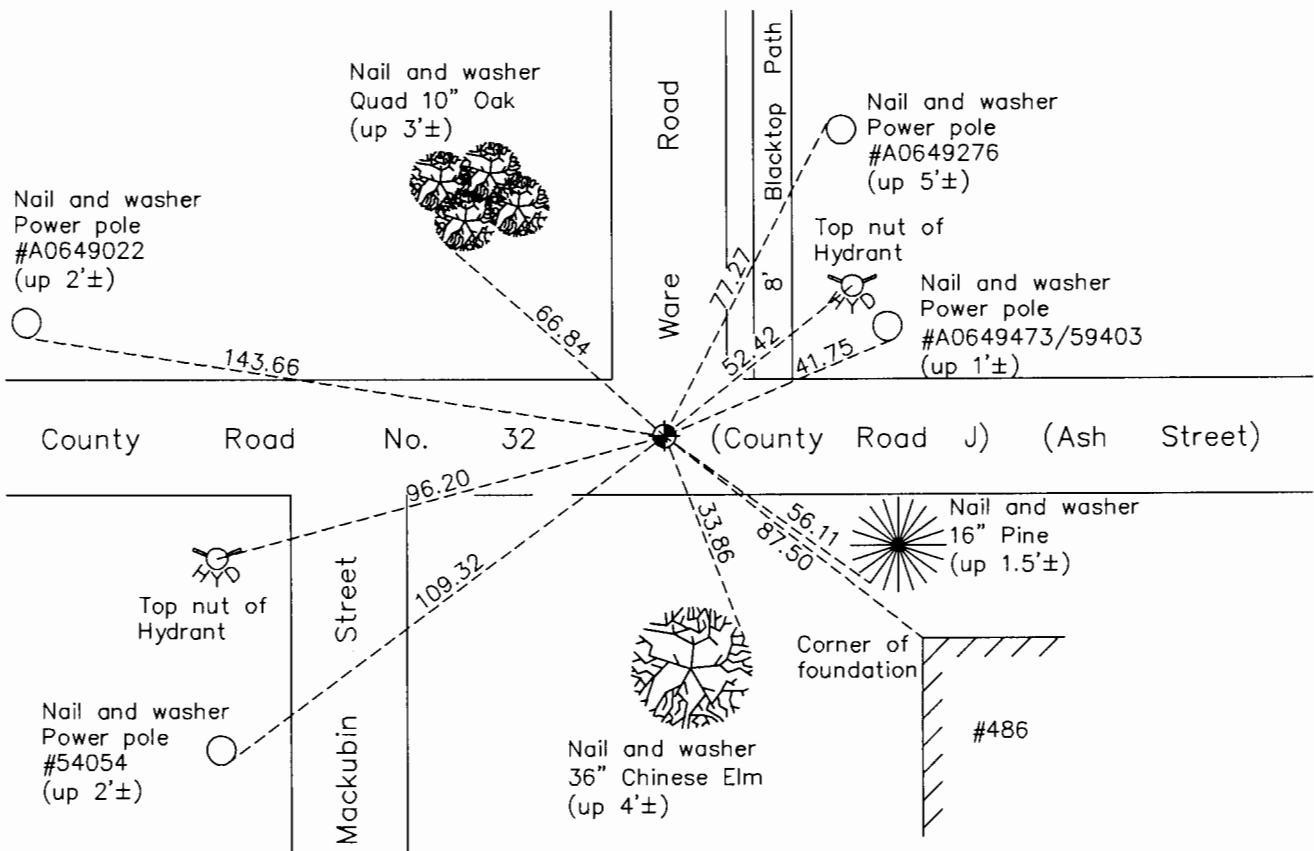 Nail and washer
Quad 10" Oak
(up 3'±)
Nail and washer
Power pole
#A0649022
(up 2'±)
Ware Road
8' Blacktop Path
Nail and washer
Power pole
#A0649276
(up 5'±)
Top nut of
Hydrant
HYD
Nail and washer
Power pole
#A0649473/59403
(up 1'±)
143.66
66.84
77.27
52.42
41.75
County Road No. 32 (County Road J) (Ash Street)
96.20
109.32
33.86
56.11
87.50
HYD
Top nut of
Hydrant
Mackubin Street
Nail and washer
16" Pine
(up 1.5'±)
Corner of
foundation
#486
Nail and washer
Power pole
#54054
(up 2'±)
Nail and washer
36" Chinese Elm
(up 4'±)